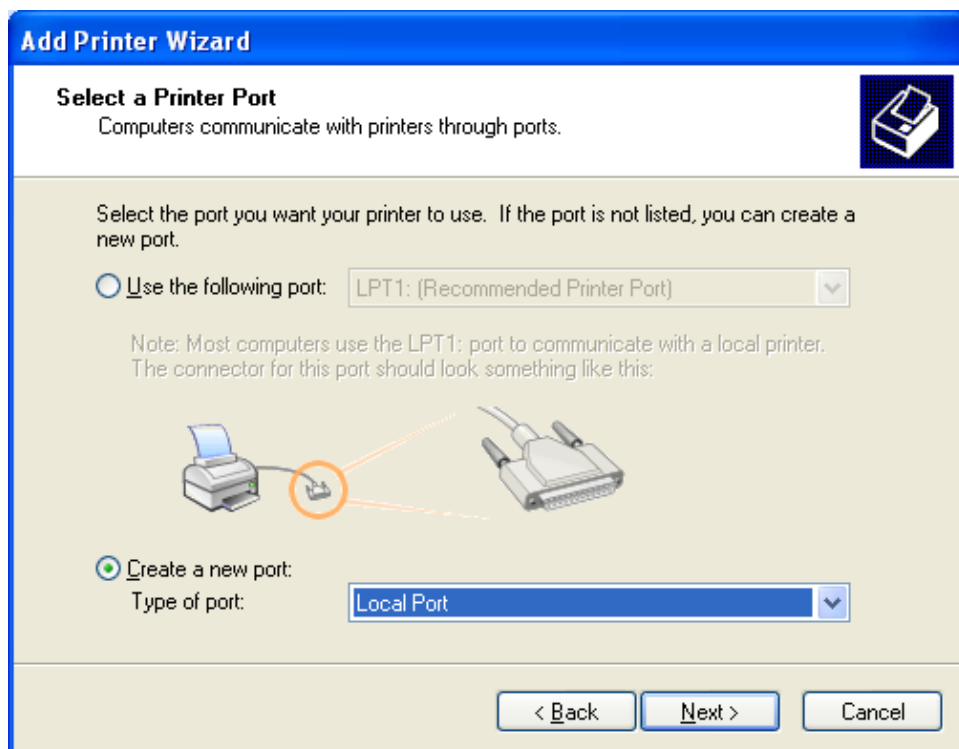 Add Printer Wizard
Select a Printer Port
Computers communicate with printers through ports.
Select the port you want your printer to use. If the port is not listed, you can create a
new port.
Use the following port: LPT1: (Recommended Printer Port)
Note: Most computers use the LPT1: port to communicate with a local printer.
The connector for this port should look something like this:
Create a new port:
Type of port: Local Port
< Back Next > Cancel